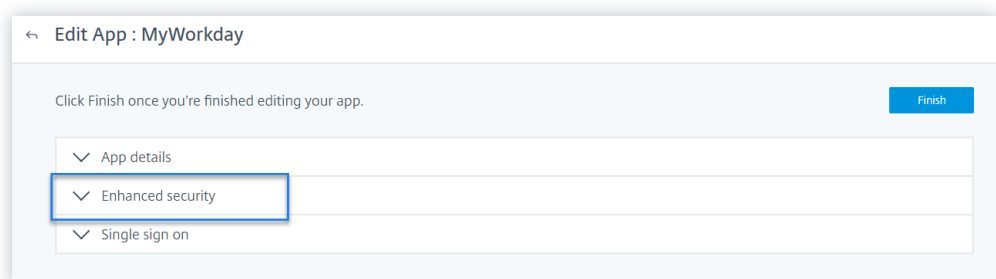 Edit App : MyWorkday
Click Finish once you're finished editing your app.
Finish
App details
Enhanced security
Single sign on